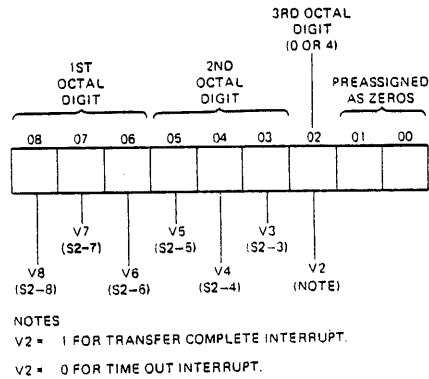 3RD OCTAL
DIGIT
(0 OR 4)
1ST
OCTAL
DIGIT
2ND
OCTAL
DIGIT
PREASSIGNED
AS ZEROS
08 07 06 05 04 03 02 01 00
V7
(S2-7)
V5
(S2-5)
V3
(S2-3)
V8
(S2-8)
V6
(S2-6)
V4
(S2-4)
V2
(NOTE)
NOTES
V2 = 1 FOR TRANSFER COMPLETE INTERRUPT.
V2 = 0 FOR TIME OUT INTERRUPT.